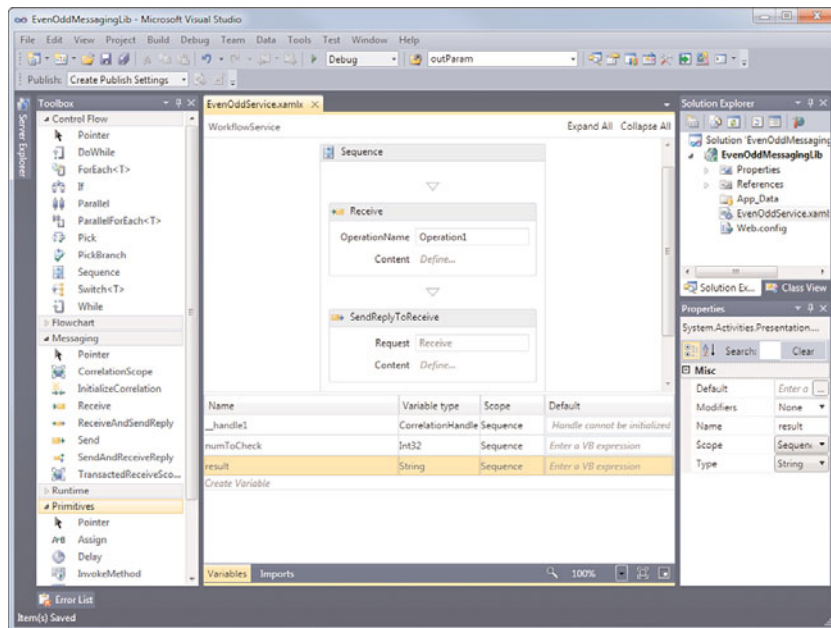 EvenOddMessagingLib - Microsoft Visual Studio
File Edit View Project Build Debug Team Data Tools Test Window Help
Debug outParam
Publish: Create Publish Settings
Server Explorer
Toolbox
Control Flow
Pointer
DoWhile
ForEach<T>
If
Parallel
ParallelForEach<T>
Pick
PickBranch
Sequence
Switch<T>
While
Flowchart
Messaging
Pointer
CorrelationScope
InitializeCorrelation
Receive
ReceiveAndSendReply
Send
SendAndReceiveReply
TransactedReceiveSco...
Runtime
Primitives
Pointer
A+B Assign
Delay
InvokeMethod
EvenOddService.xamlx
WorkflowService Expand All Collapse All
Sequence
Receive
OperationName Operation1
Content Define...
SendReplyToReceive
Request Receive
Content Define...
Name Variable type Scope Default
__handle1 CorrelationHandle Sequence Handle cannot be initialized
numToCheck Int32 Sequence Enter a VB expression
result String Sequence Enter a VB expression
Create Variable
Variables Imports 100%
Solution Explorer
Solution 'EvenOddMessaging
EvenOddMessagingLib
Properties
References
App_Data
EvenOddService.xaml
Web.config
Solution Ex... Class View
Properties
System.Activities.Presentation....
Search: Clear
Misc
Default Enter a ...
Modifiers None
Name result
Scope Sequenc
Type String
Error List
Item(s) Saved